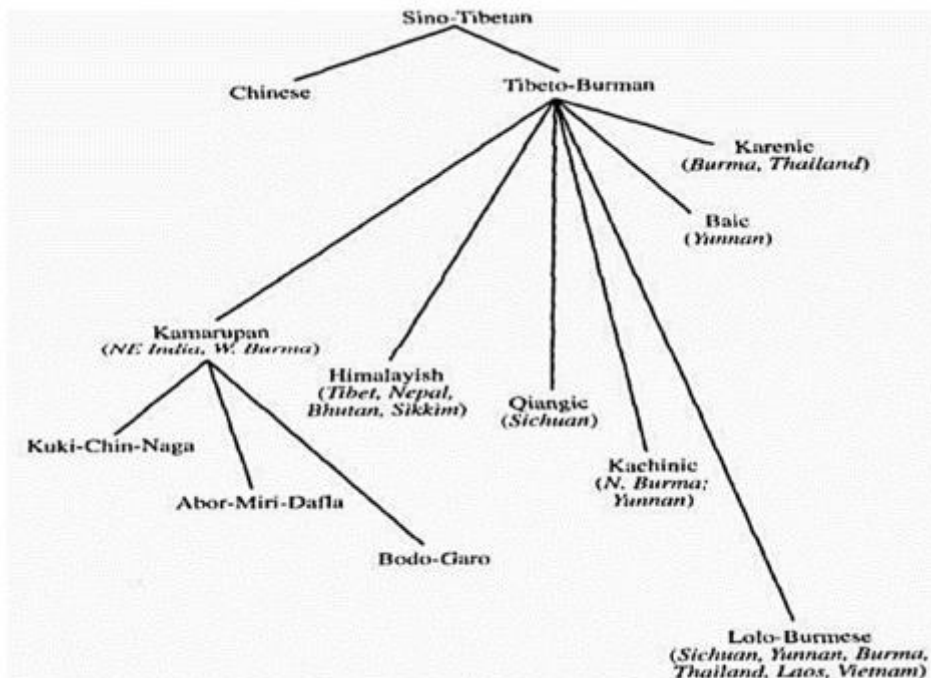 Sino-Tibetan
Chinese
Tibeto-Burman
Karenic
(Burma, Thailand)
Baic
(Yunnan)
Kamarupan
(NE India, W. Burma)
Himalayish
(Tibet, Nepal,
Bhutan, Sikkim)
Qiangic
(Sichuan)
Kuki-Chin-Naga
Kachinic
(N. Burma;
Yunnan)
Abor-Miri-Dafla
Bodo-Garo
Lolo-Burmese
(Sichuan, Yunnan, Burma,
Thailand, Laos, Vietnam)